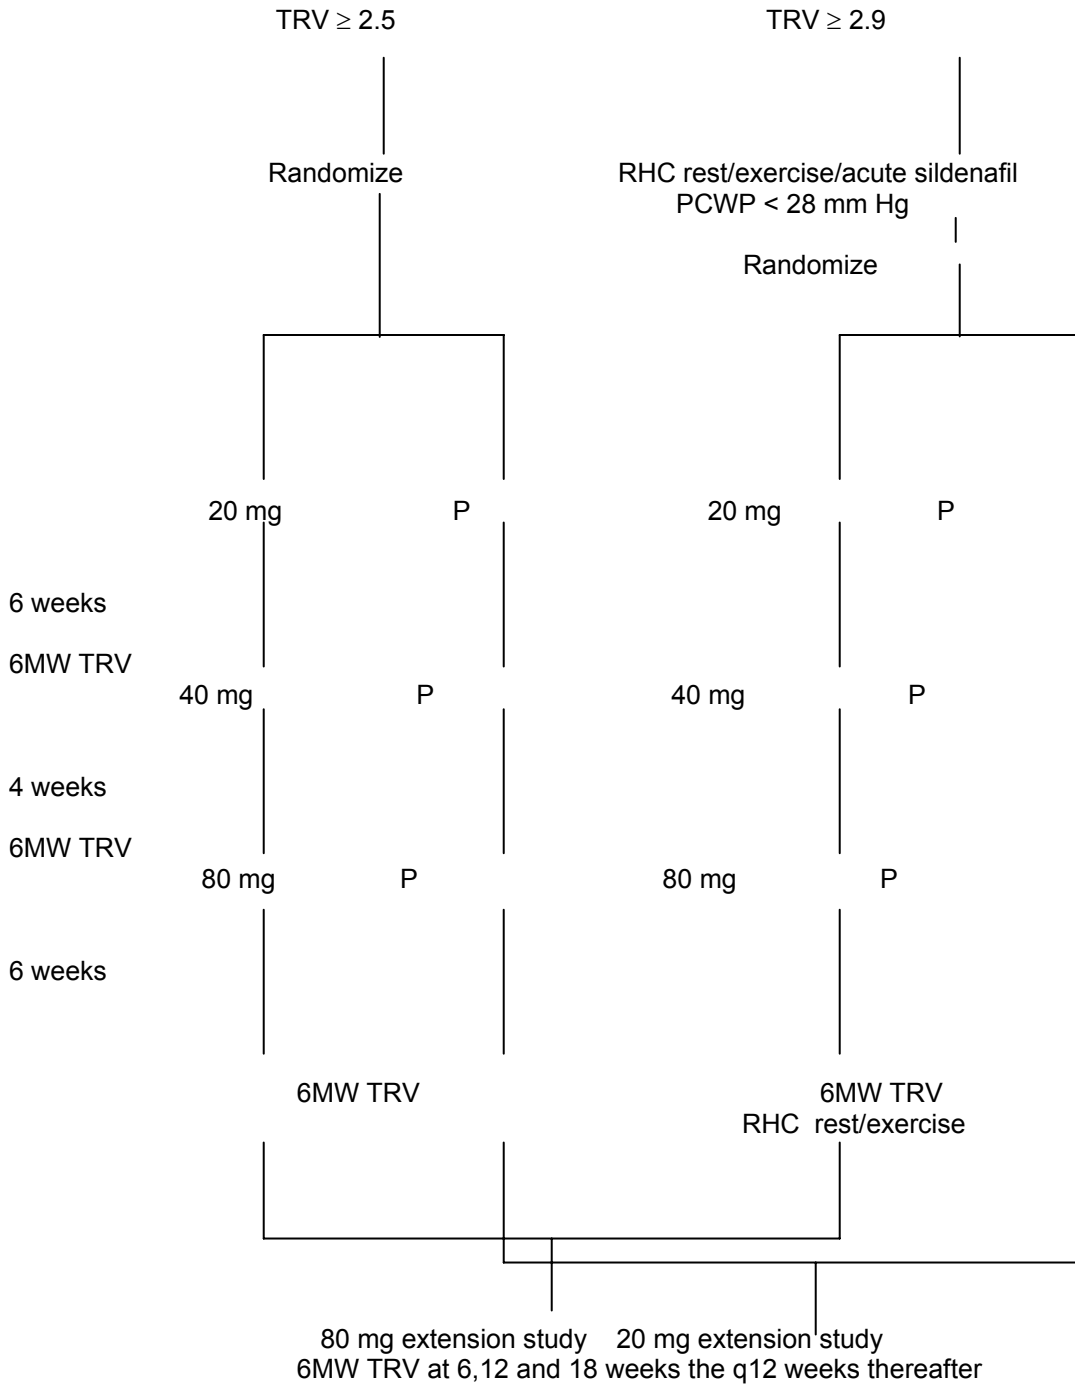 TRV ≥ 2.5 TRV ≥ 2.9
Randomize RHC rest/exercise/acute sildenafil
PCWP < 28 mm Hg
Randomize
20 mg P 20 mg P
6 weeks
6MW TRV
40 mg P 40 mg P
4 weeks
6MW TRV
80 mg P 80 mg P
6 weeks
6MW TRV 6MW TRV
RHC rest/exercise
80 mg extension study 20 mg extension study
6MW TRV at 6,12 and 18 weeks the q12 weeks thereafter